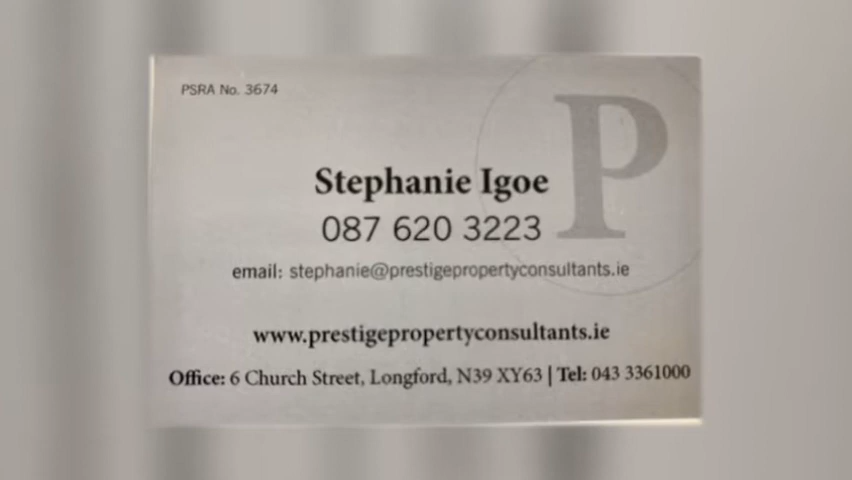 PSRA No. 3674
P
Stephanie Igoe
087 620 3223
email: stephanie@prestigepropertyconsultants.ie
www.prestigepropertyconsultants.ie
Office: 6 Church Street, Longford, N39 XY63 | Tel: 043 3361000